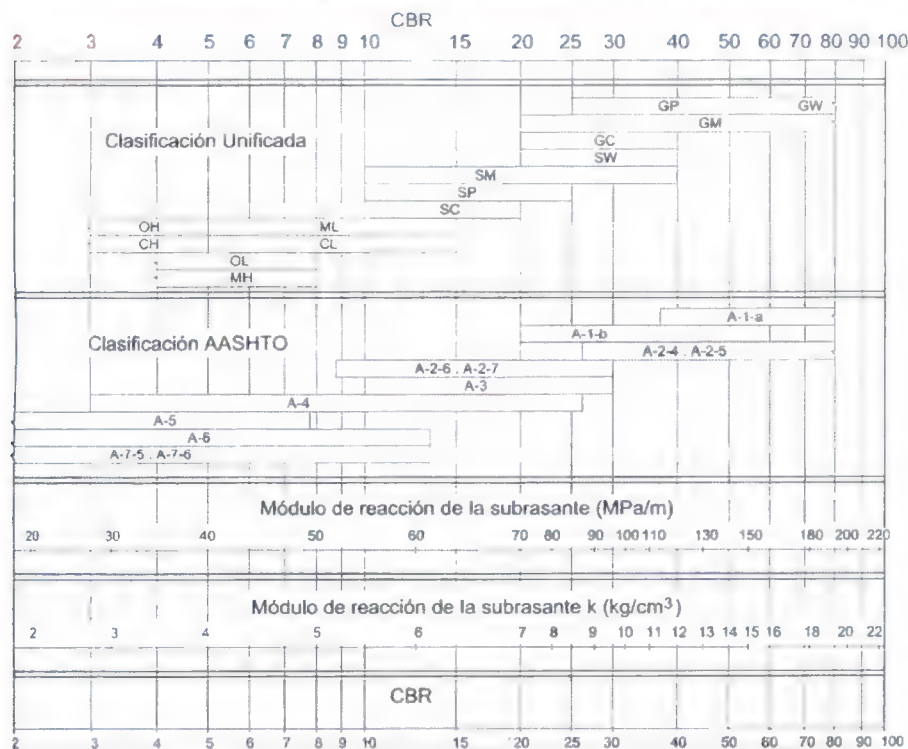 CBR
2 3 4 5 6 7 8 9 10 15 20 25 30 40 50 60 70 80 90 100
GP GW
GM
Clasificación Unificada
GC
SW
SM
SP
SC
OH ML
CH CL
OL
MH
A-1-a
A-1-b
Clasificación AASHTO
A-2-4 . A-2-5
A-2-6 . A-2-7
A-3
A-4
A-5
A-6
A-7-5 . A-7-6
Módulo de reacción de la subrasante (MPa/m)
20 30 40 50 60 70 80 90 100 110 130 150 180 200 220
Módulo de reacción de la subrasante k (kg/cm³)
2 3 4 5 6 7 8 9 10 11 12 13 14 15 16 18 20 22
CBR
2 3 4 5 6 7 8 9 10 15 20 25 30 40 50 60 70 80 90 100